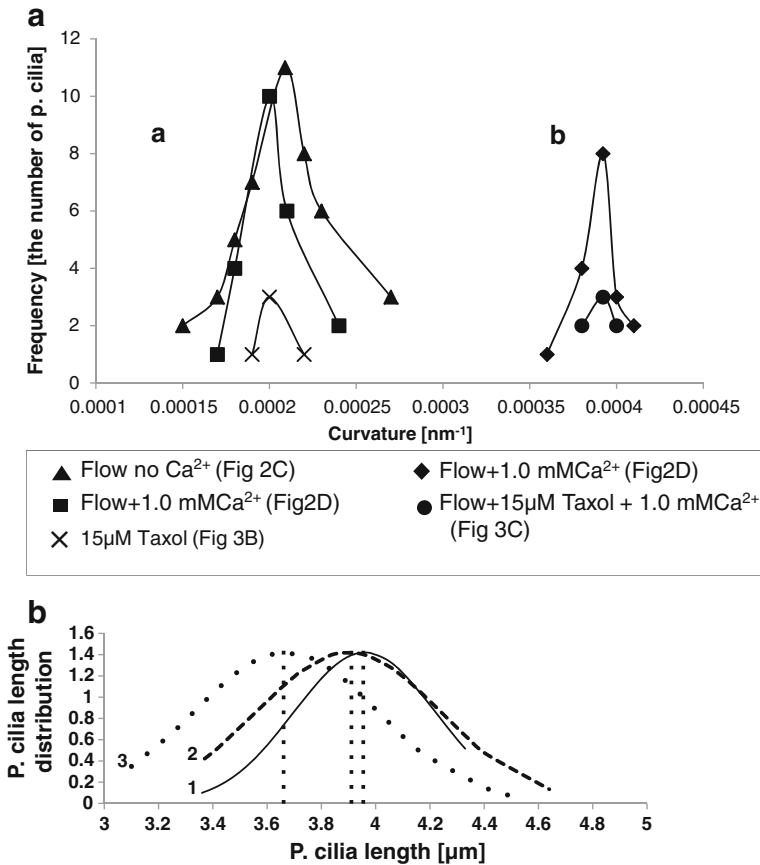 a
Frequency [the number of p. cilia]
12
10
8
6
4
2
0
a
b
0.0001
0.00015
0.0002
0.00025
0.0003
0.00035
0.0004
0.00045
Curvature [nm⁻¹]
Flow no Ca²⁺ (Fig 2C)
Flow+1.0 mMCa²⁺ (Fig2D)
Flow+1.0 mMCa²⁺ (Fig2D)
Flow+15µM Taxol + 1.0 mMCa²⁺
(Fig 3C)
15µM Taxol (Fig 3B)
b
P. cilia length
distribution
1.6
1.4
1.2
1
0.8
0.6
0.4
0.2
0
3
2
1
3
3.2
3.4
3.6
3.8
4
4.2
4.4
4.6
4.8
5
P. cilia length [µm]